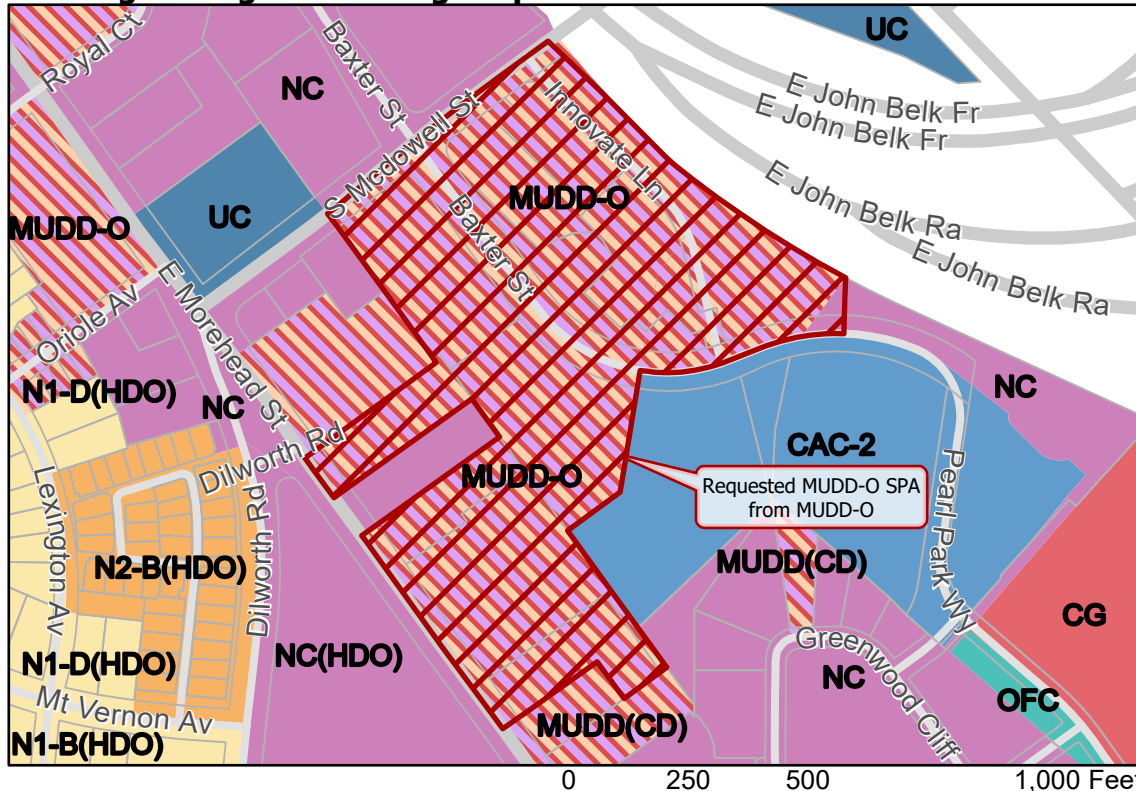 UC
Royal Ct
Baxter St
NC
E John Belk Fr
E John Belk Fr
Innovate Ln
S Mcdowell St
MUDD-O
E John Belk Ra
E John Belk Ra
MUDD-O
UC
Baxter St
E Morehead St
Oriole Av
N1-D(HDO)
NC
NC
Dilworth Rd
CAC-2
MUDD-O
Requested MUDD-O SPA
from MUDD-O
Lexington Av
Dilworth Rd
Pearl Park Wy
N2-B(HDO)
MUDD(CD)
CG
Greenwood Cliff
N1-D(HDO)
NC(HDO)
NC
OFC
Mt Vernon Av
MUDD(CD)
N1-B(HDO)
0 250 500 1,000 Feet